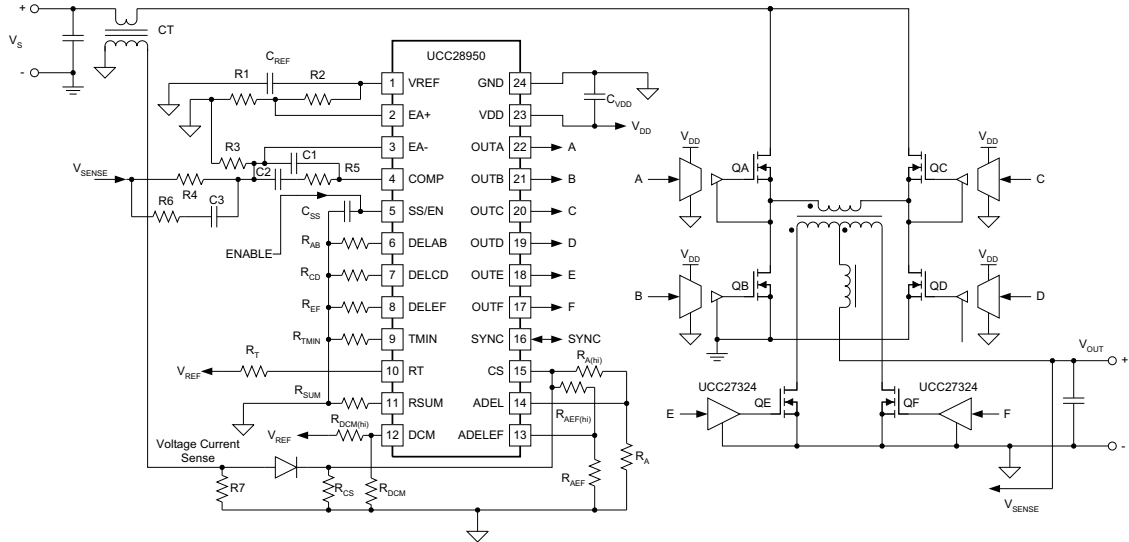 +
V_S
-
CT
UCC28950
C_REF
R1
R2
R3
C1
C2
R5
V_SENSE
R4
R6
C3
C_SS
ENABLE
R_AB
R_CD
R_EF
R_TMIN
R_T
V_REF
R_SUM
V_REF
R_DCM(hi)
Voltage Current
Sense
R7
R_CS
R_DCM
1 VREF
2 EA+
3 EA-
4 COMP
5 SS/EN
6 DELAB
7 DELCD
8 DELEF
9 TMIN
10 RT
11 RSUM
12 DCM
GND 24
VDD 23
OUTA 22 A
OUTB 21 B
OUTC 20 C
OUTD 19 D
OUTE 18 E
OUTF 17 F
SYNC 16 SYNC
CS 15
ADEL 14
ADELEF 13
C_VDD
V_DD
R_A(hi)
R_AEF(hi)
R_A
R_AEF
V_DD
A
QA
QC
V_DD
C
V_DD
B
QB
QD
V_DD
D
UCC27324
E
QE
QF
UCC27324
F
V_OUT
+
-
V_SENSE